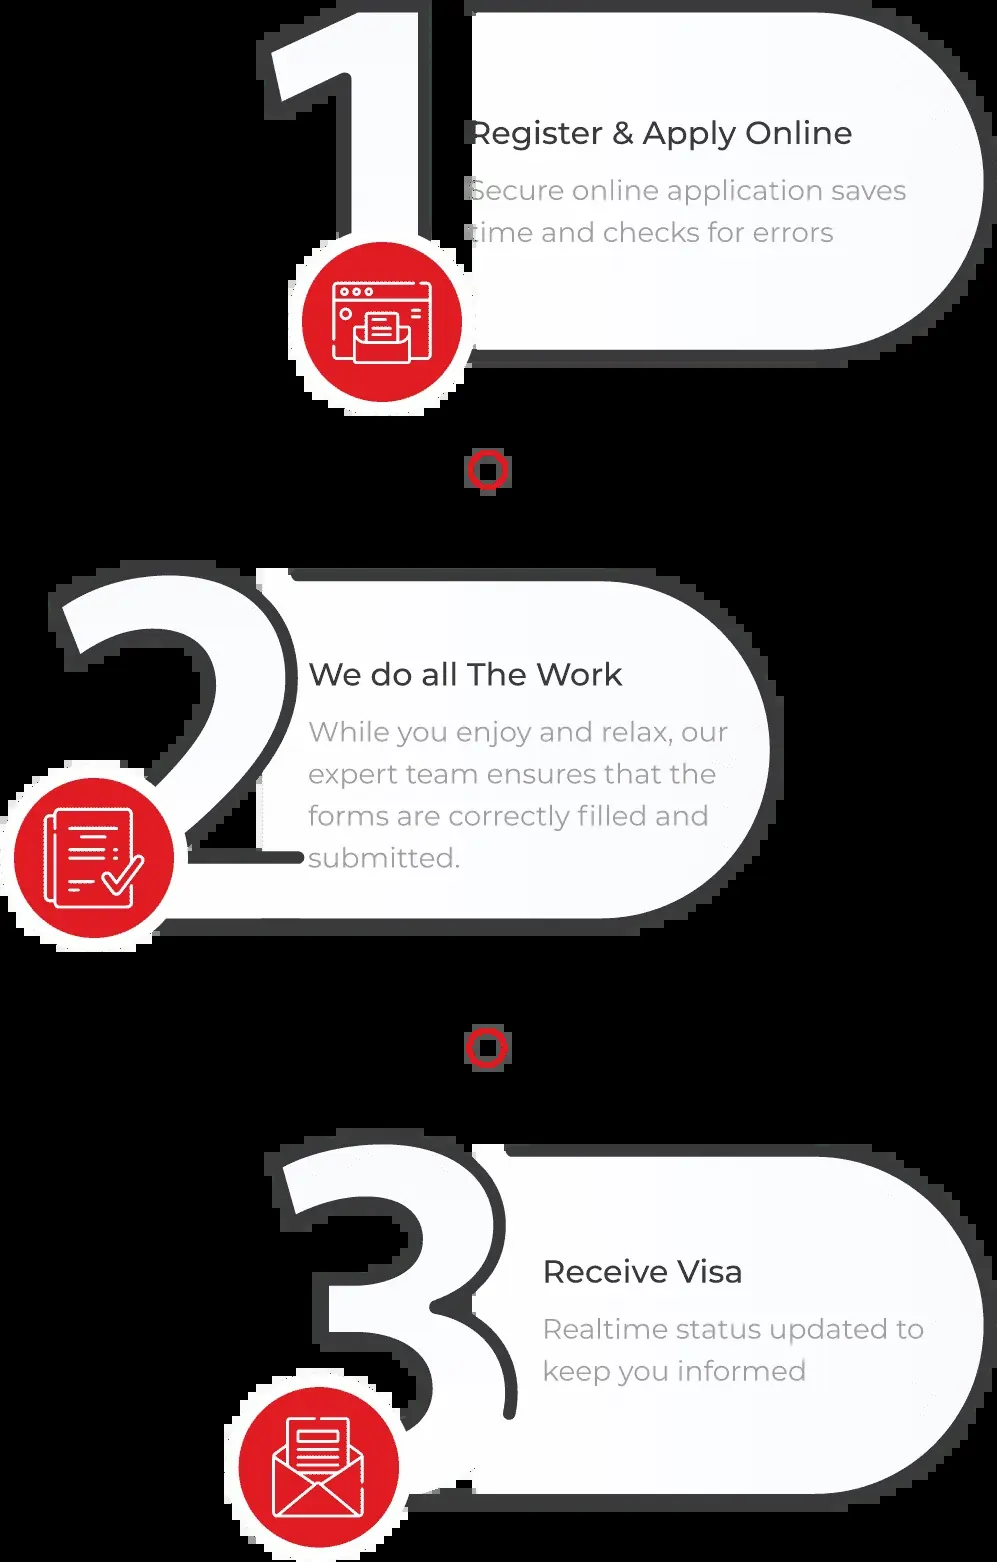 1
Register & Apply Online
Secure online application saves
time and checks for errors
2
We do all The Work
While you enjoy and relax, our
expert team ensures that the
forms are correctly filled and
submitted.
3
Receive Visa
Realtime status updated to
keep you informed